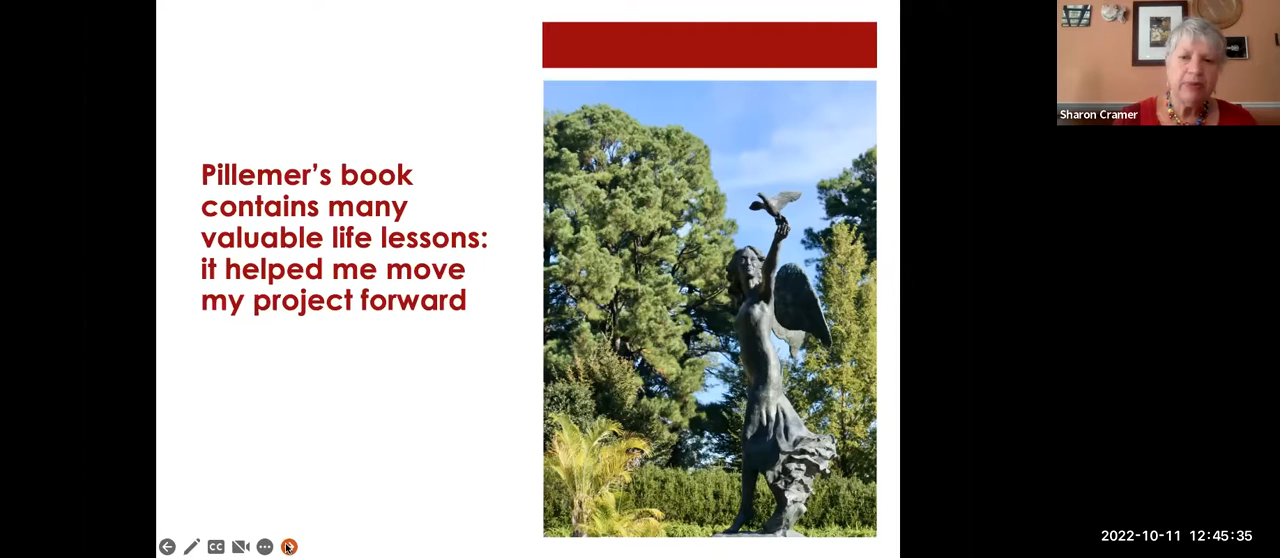 Pillemer’s book
contains many
valuable life lessons:
it helped me move
my project forward
Sharon Cramer
CC
2022-10-11 12:45:35